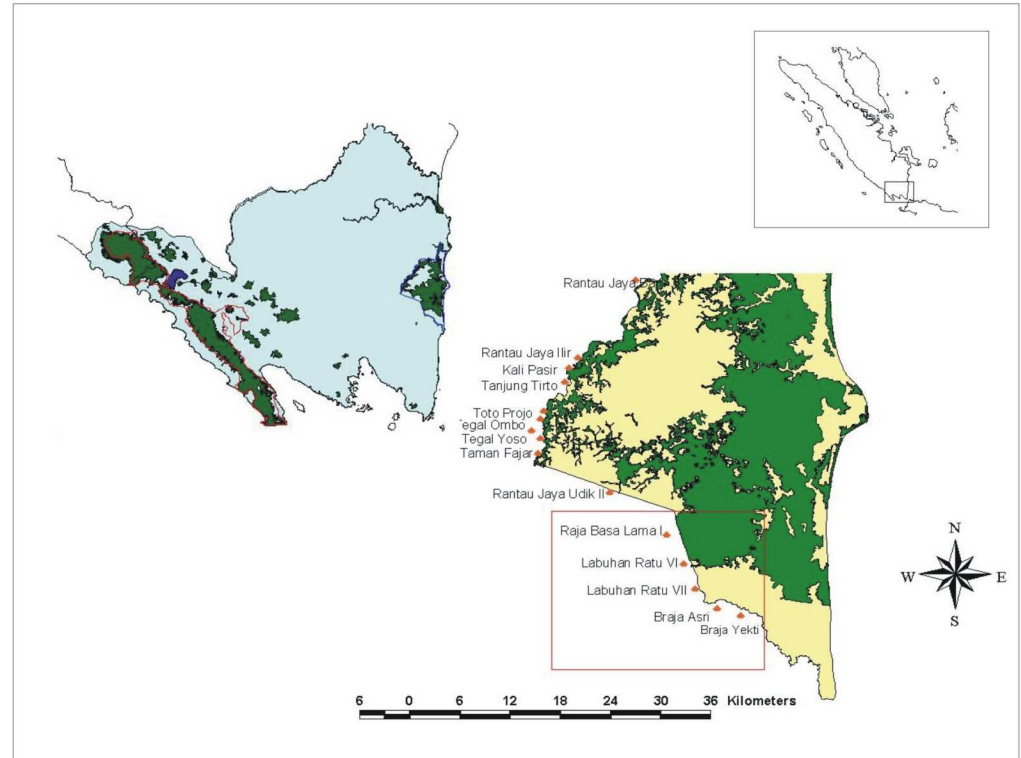 Rantau Jaya
Rantau Jaya Ilir
Kali Pasir
Tanjung Tirto
Toto Projo
Tegal Ombo
Tegal Yoso
Taman Fajar
Rantau Jaya Udik II
Raja Basa Lama I
Labuhan Ratu VI
Labuhan Ratu VII
Braja Asri
Braja Yekti
N
W E
S
6 0 6 12 18 24 30 36 Kilometers